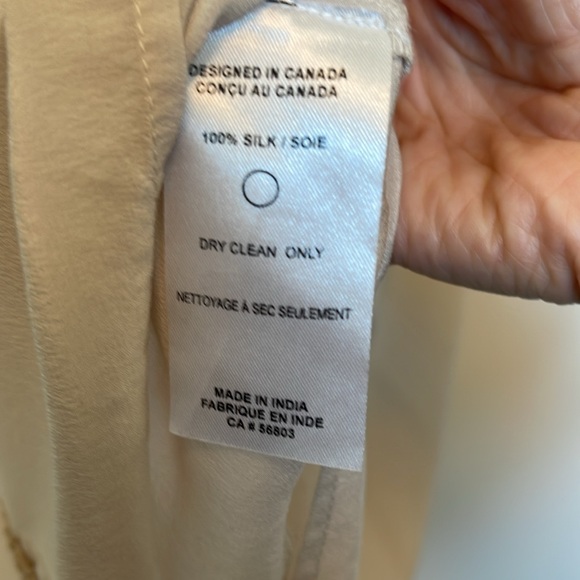 DESIGNED IN CANADA
CONÇU AU CANADA
100% SILK / SOIE
DRY CLEAN ONLY
NETTOYAGE À SEC SEULEMENT
MADE IN INDIA
FABRIQUE EN INDE
CA # 56803